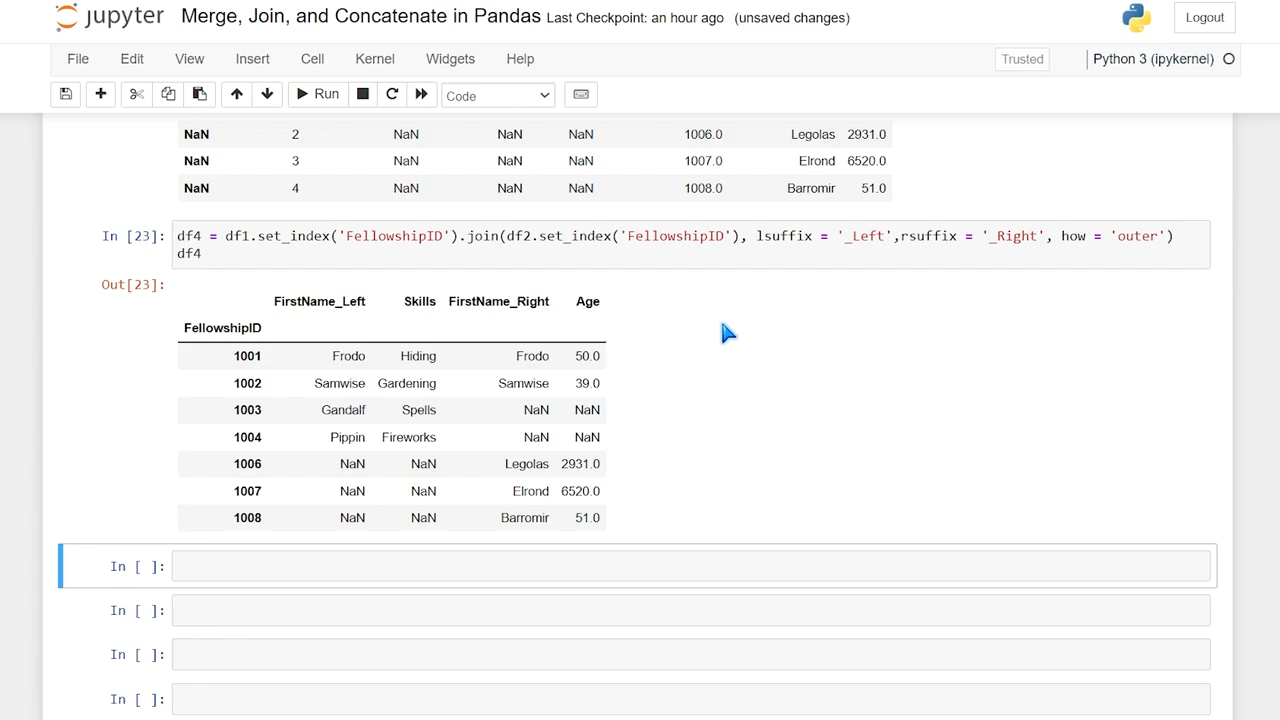 jupyter Merge, Join, and Concatenate in Pandas Last Checkpoint: an hour ago (unsaved changes) Logout
File Edit View Insert Cell Kernel Widgets Help Trusted Python 3 (ipykernel)
Run Code
NaN 2 NaN NaN NaN 1006.0 Legolas 2931.0
NaN 3 NaN NaN NaN 1007.0 Elrond 6520.0
NaN 4 NaN NaN NaN 1008.0 Barromir 51.0
In [23]: df4 = df1.set_index('FellowshipID').join(df2.set_index('FellowshipID'), lsuffix = '_Left',rsuffix = '_Right', how = 'outer')
df4
Out[23]:
FirstName_Left Skills FirstName_Right Age
FellowshipID
1001 Frodo Hiding Frodo 50.0
1002 Samwise Gardening Samwise 39.0
1003 Gandalf Spells NaN NaN
1004 Pippin Fireworks NaN NaN
1006 NaN NaN Legolas 2931.0
1007 NaN NaN Elrond 6520.0
1008 NaN NaN Barromir 51.0
In [ ]:
In [ ]:
In [ ]:
In [ ]: